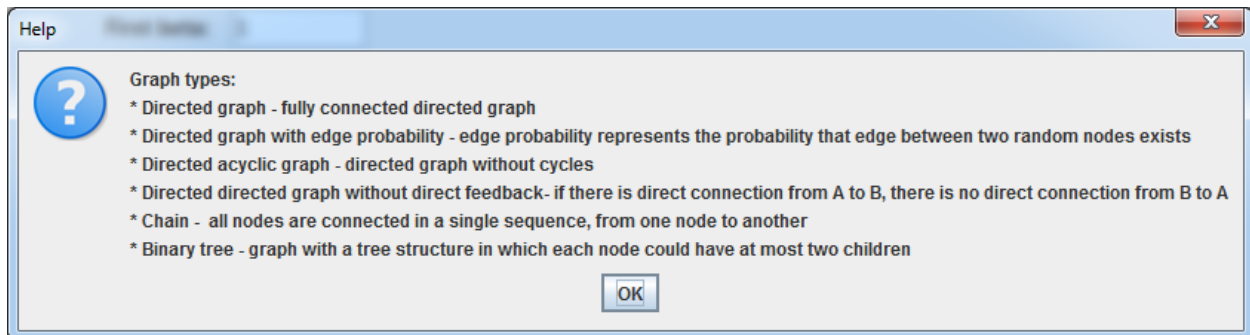 Help
Graph types:
* Directed graph - fully connected directed graph
* Directed graph with edge probability - edge probability represents the probability that edge between two random nodes exists
* Directed acyclic graph - directed graph without cycles
* Directed directed graph without direct feedback- if there is direct connection from A to B, there is no direct connection from B to A
* Chain -  all nodes are connected in a single sequence, from one node to another
* Binary tree - graph with a tree structure in which each node could have at most two children
OK